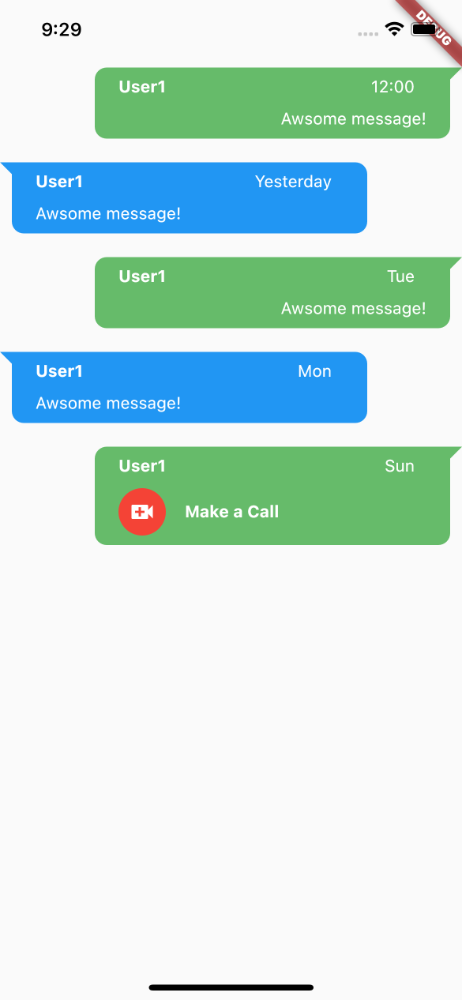 9:29
DEBUG
User1 12:00
Awsome message!
User1 Yesterday
Awsome message!
User1 Tue
Awsome message!
User1 Mon
Awsome message!
User1 Sun
Make a Call